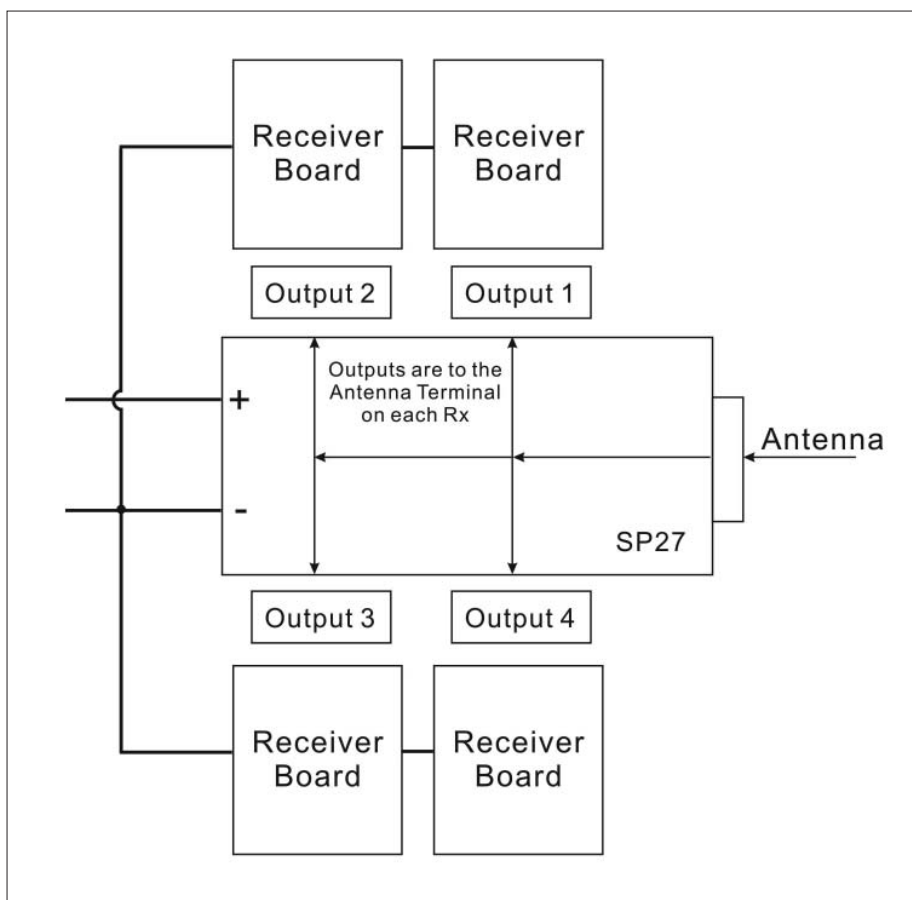 Receiver
Board
Receiver
Board
Output 2
Output 1
Outputs are to the
Antenna Terminal
on each Rx
+
-
Antenna
SP27
Output 3
Output 4
Receiver
Board
Receiver
Board